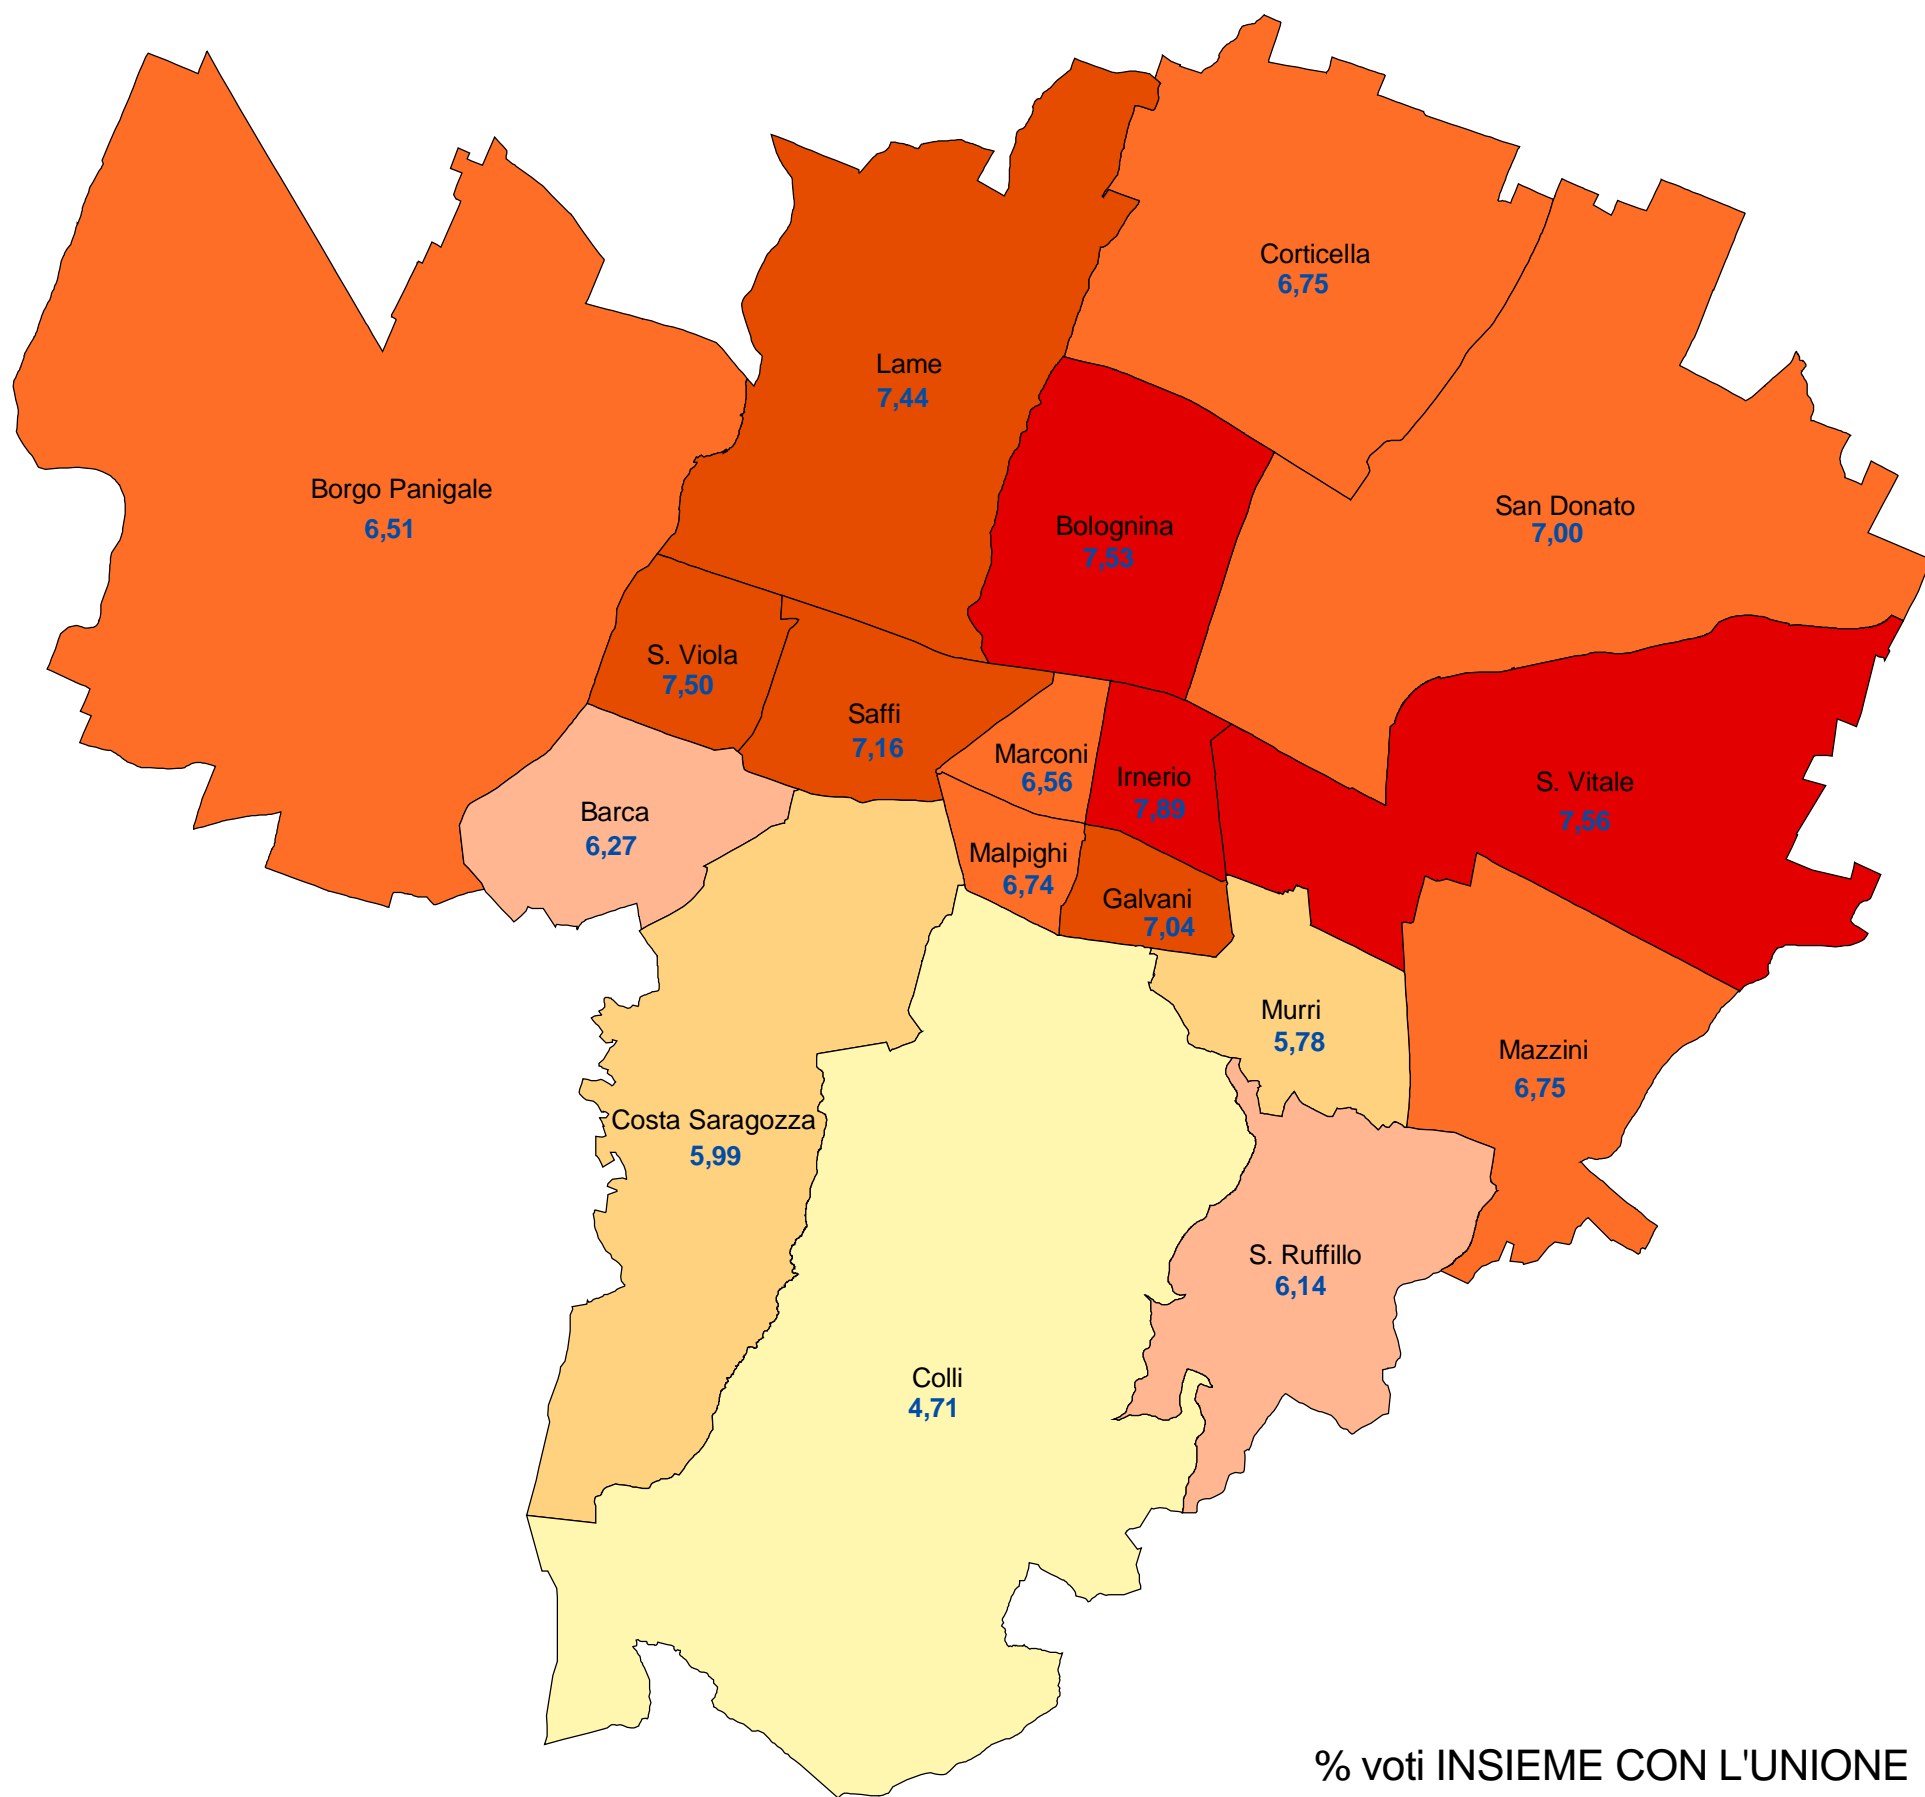 Corticella
6,75
Lame
7,44
Borgo Panigale
6,51
San Donato
7,00
Bolognina
7,53
S. Viola
7,50
Saffi
7,16
Marconi
6,56
Irnerio
7,89
S. Vitale
7,56
Barca
6,27
Malpighi
6,74
Galvani
7,04
Murri
5,78
Mazzini
6,75
Costa Saragozza
5,99
S. Ruffillo
6,14
Colli
4,71
% voti INSIEME CON L'UNIONE